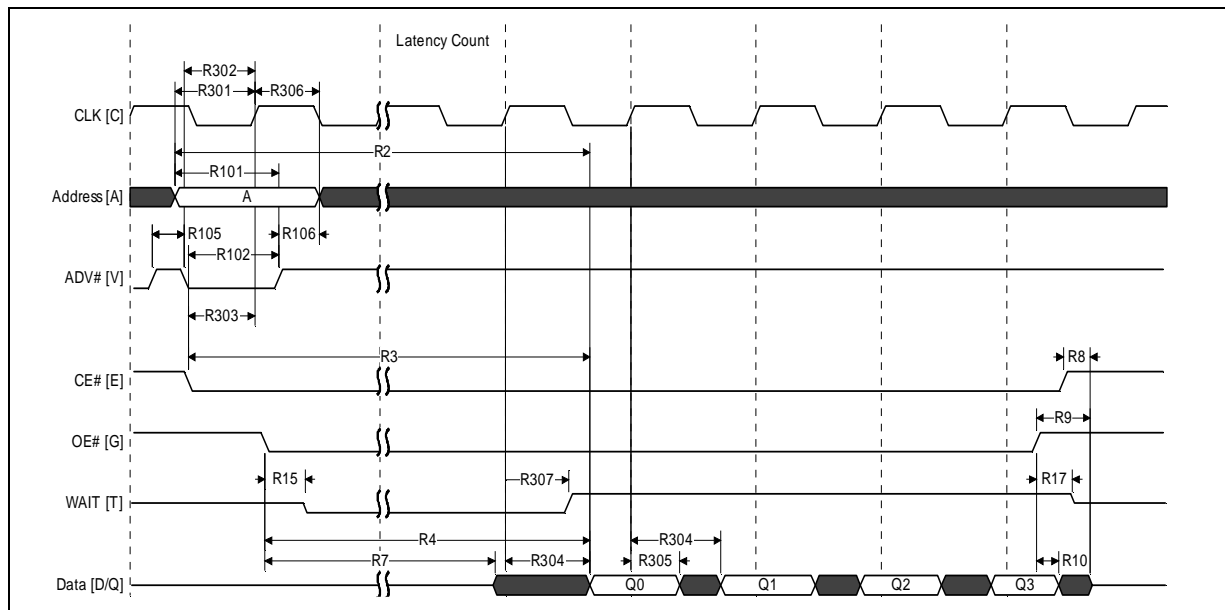 Latency Count
R302
R301 R306
CLK [C]
R2
R101
Address [A]
A
R105 R106
R102
ADV# [V]
R303
R3
R8
CE# [E]
R9
OE# [G]
R15 R307 R17
WAIT [T]
R4 R304
R7 R304 R305 R10
Data [D/Q] Q0 Q1 Q2 Q3